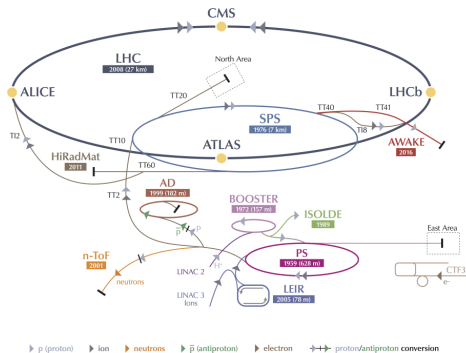 CMS
LHC
2008 (27 km)
North Area
ALICE
TT20
LHCb
TT40
TT41
SPS
1976 (7 km)
TI8
TI2
TT10
ATLAS
AWAKE
2016
HiRadMat
2011
TT60
AD
1999 (182 m)
TT2
BOOSTER
1972 (157 m)
ISOLDE
1989
p
p̅
East Area
n-ToF
2001
PS
1959 (628 m)
LINAC 2
H⁺
neutrons
CTF3
e-
LINAC 3
Ions
LEIR
2005 (78 m)
p (proton)
ion
neutrons
p̅ (antiproton)
electron
proton/antiproton conversion